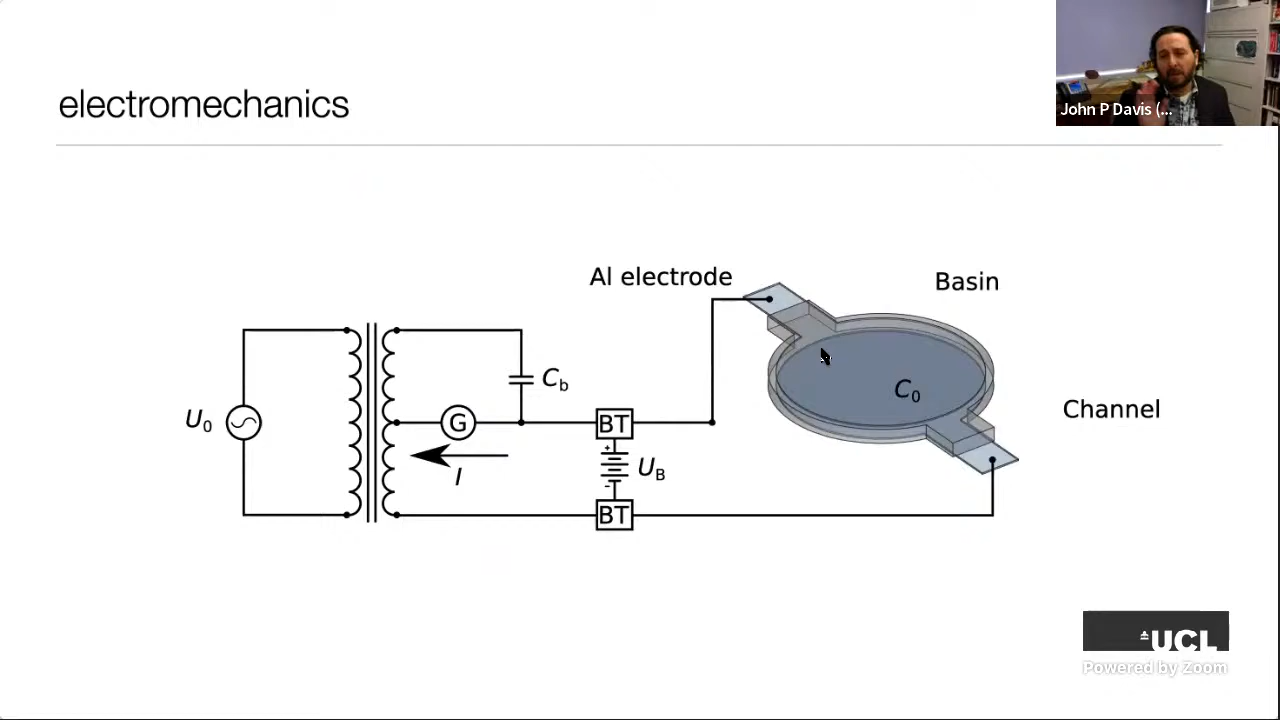 John P Davis (...
electromechanics
Al electrode
Basin
C0
Channel
U0
Cb
G
I
BT
+
UB
-
BT
UCL
Powered by Zoom